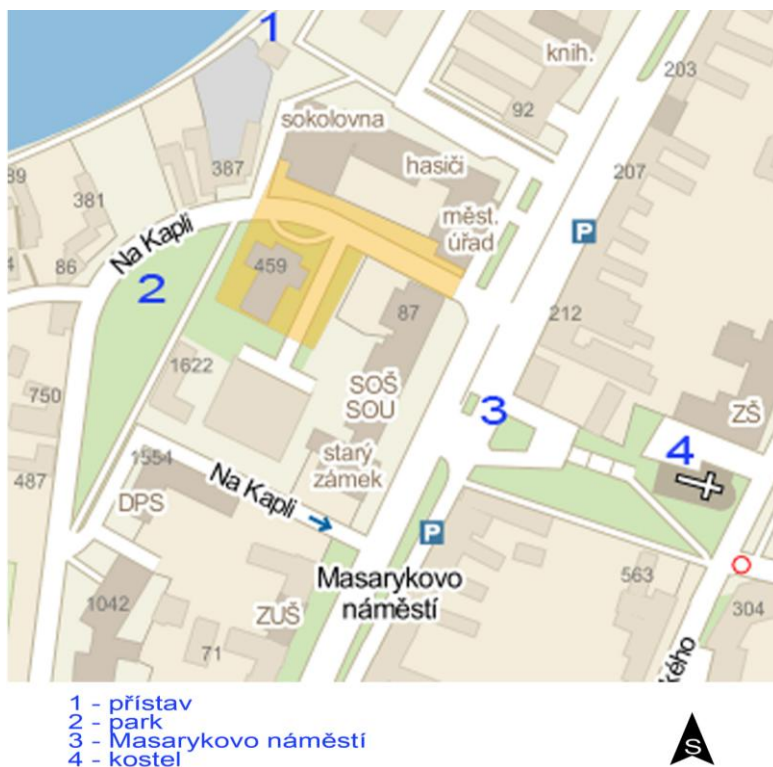 1
knih.
203
92
sokolovna
hasiči
387
207
89
381
měst.
úřad
P
Na Kapli
86
2
459
87
212
1622
SOŠ
SOU
750
3
ZŠ
4
starý
zámek
1554
487
Na Kapli
DPS
P
Masarykovo
náměstí
563
1042
304
ZUŠ
71
kého
1 - přístav
2 - park
3 - Masarykovo náměstí
4 - kostel
S